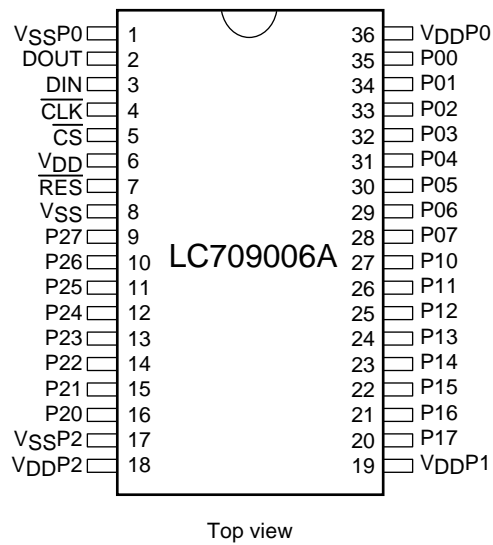 VSSP0 1 36 VDDP0
DOUT 2 35 P00
DIN 3 34 P01
C̅L̅K̅ 4 33 P02
C̅S̅ 5 32 P03
VDD 6 31 P04
R̅E̅S̅ 7 30 P05
VSS 8 29 P06
P27 9 28 P07
P26 10 LC709006A 27 P10
P25 11 26 P11
P24 12 25 P12
P23 13 24 P13
P22 14 23 P14
P21 15 22 P15
P20 16 21 P16
VSSP2 17 20 P17
VDDP2 18 19 VDDP1
Top view